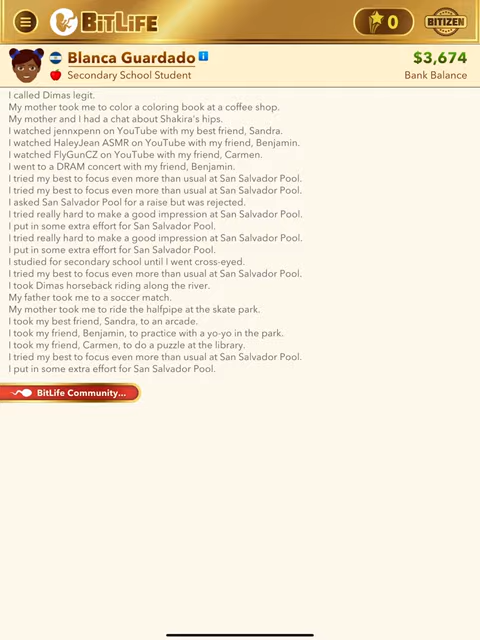 BitLife
0
BITIZEN
Blanca Guardado
$3,674
Secondary School Student
Bank Balance
I called Dimas legit.
My mother took me to color a coloring book at a coffee shop.
My mother and I had a chat about Shakira's hips.
I watched jennxpenn on YouTube with my best friend, Sandra.
I watched HaleyJean ASMR on YouTube with my friend, Benjamin.
I watched FlyGunCZ on YouTube with my friend, Carmen.
I went to a DRAM concert with my friend, Benjamin.
I tried my best to focus even more than usual at San Salvador Pool.
I tried my best to focus even more than usual at San Salvador Pool.
I asked San Salvador Pool for a raise but was rejected.
I tried really hard to make a good impression at San Salvador Pool.
I put in some extra effort for San Salvador Pool.
I tried really hard to make a good impression at San Salvador Pool.
I put in some extra effort for San Salvador Pool.
I studied for secondary school until I went cross-eyed.
I tried my best to focus even more than usual at San Salvador Pool.
I took Dimas horseback riding along the river.
My father took me to a soccer match.
My mother took me to ride the halfpipe at the skate park.
I took my best friend, Sandra, to an arcade.
I took my friend, Benjamin, to practice with a yo-yo in the park.
I took my friend, Carmen, to do a puzzle at the library.
I tried my best to focus even more than usual at San Salvador Pool.
I put in some extra effort for San Salvador Pool.
BitLife Community...